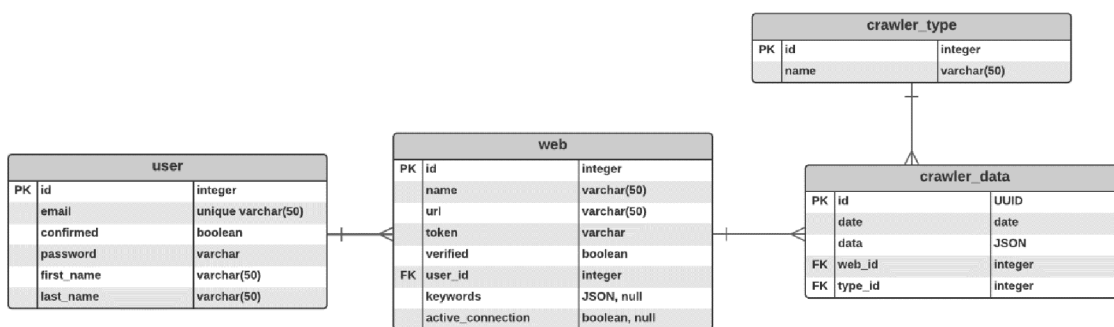 crawler_type
PK id integer
name varchar(50)
user
PK id integer
email unique varchar(50)
confirmed boolean
password varchar
first_name varchar(50)
last_name varchar(50)
web
PK id integer
name varchar(50)
url varchar(50)
token varchar
verified boolean
FK user_id integer
keywords JSON, null
active_connection boolean, null
crawler_data
PK id UUID
date date
data JSON
FK web_id integer
FK type_id integer